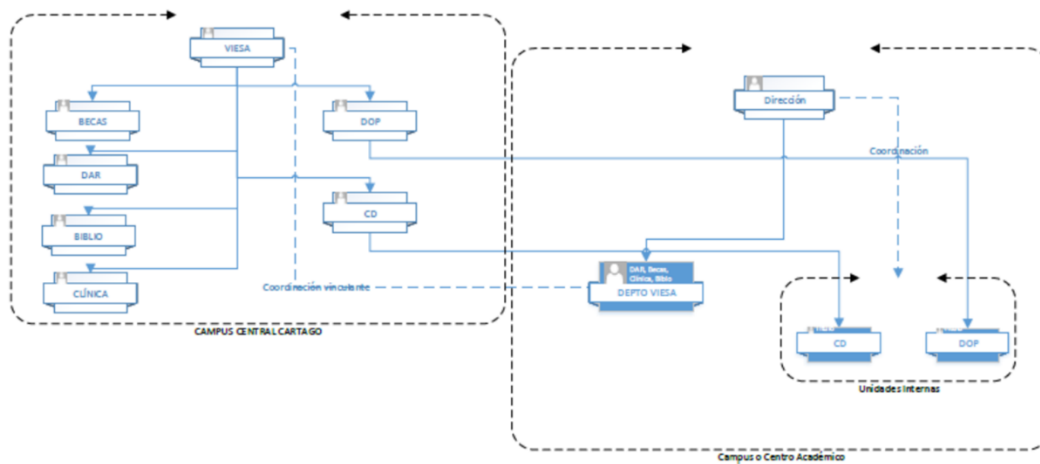 VIESA
BECAS
DOP
DAR
CD
BIBLIO
CLÍNICA
Coordinación vinculante
CAMPUS CENTRAL CARTAGO
Dirección
Coordinación
DAR, Becas,
Clínica, Biblio
DEPTO VIESA
CD
DOP
Unidades Internas
Campus o Centro Académico